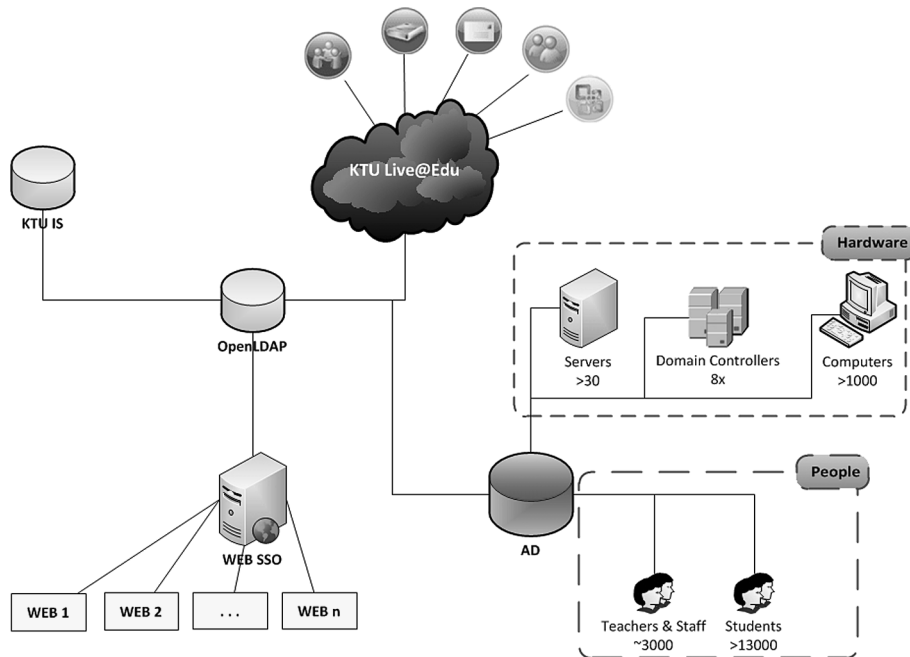 KTU Live@Edu
KTU IS
OpenLDAP
Hardware
Servers
>30
Domain Controllers
8x
Computers
>1000
WEB SSO
AD
People
WEB 1
WEB 2
...
WEB n
Teachers & Staff
~3000
Students
>13000